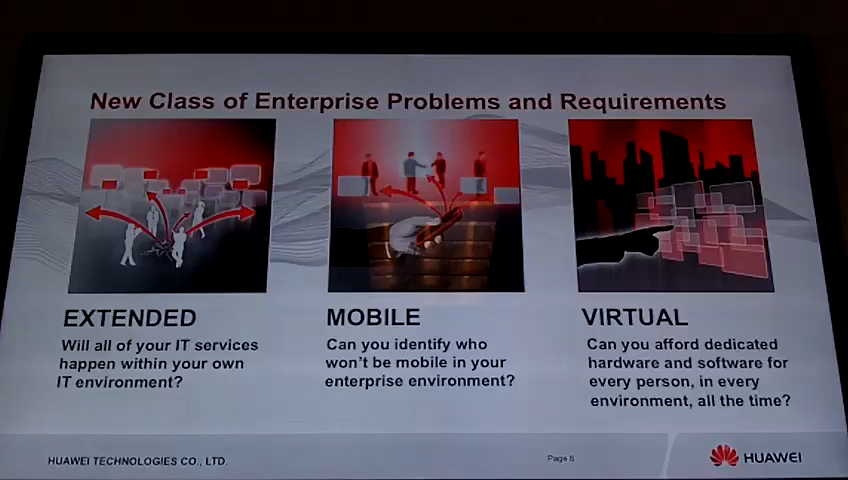 New Class of Enterprise Problems and Requirements
EXTENDED
Will all of your IT services
happen within your own
IT environment?
MOBILE
Can you identify who
won't be mobile in your
enterprise environment?
VIRTUAL
Can you afford dedicated
hardware and software for
every person, in every
environment, all the time?
HUAWEI TECHNOLOGIES CO., LTD.
Page 6
HUAWEI